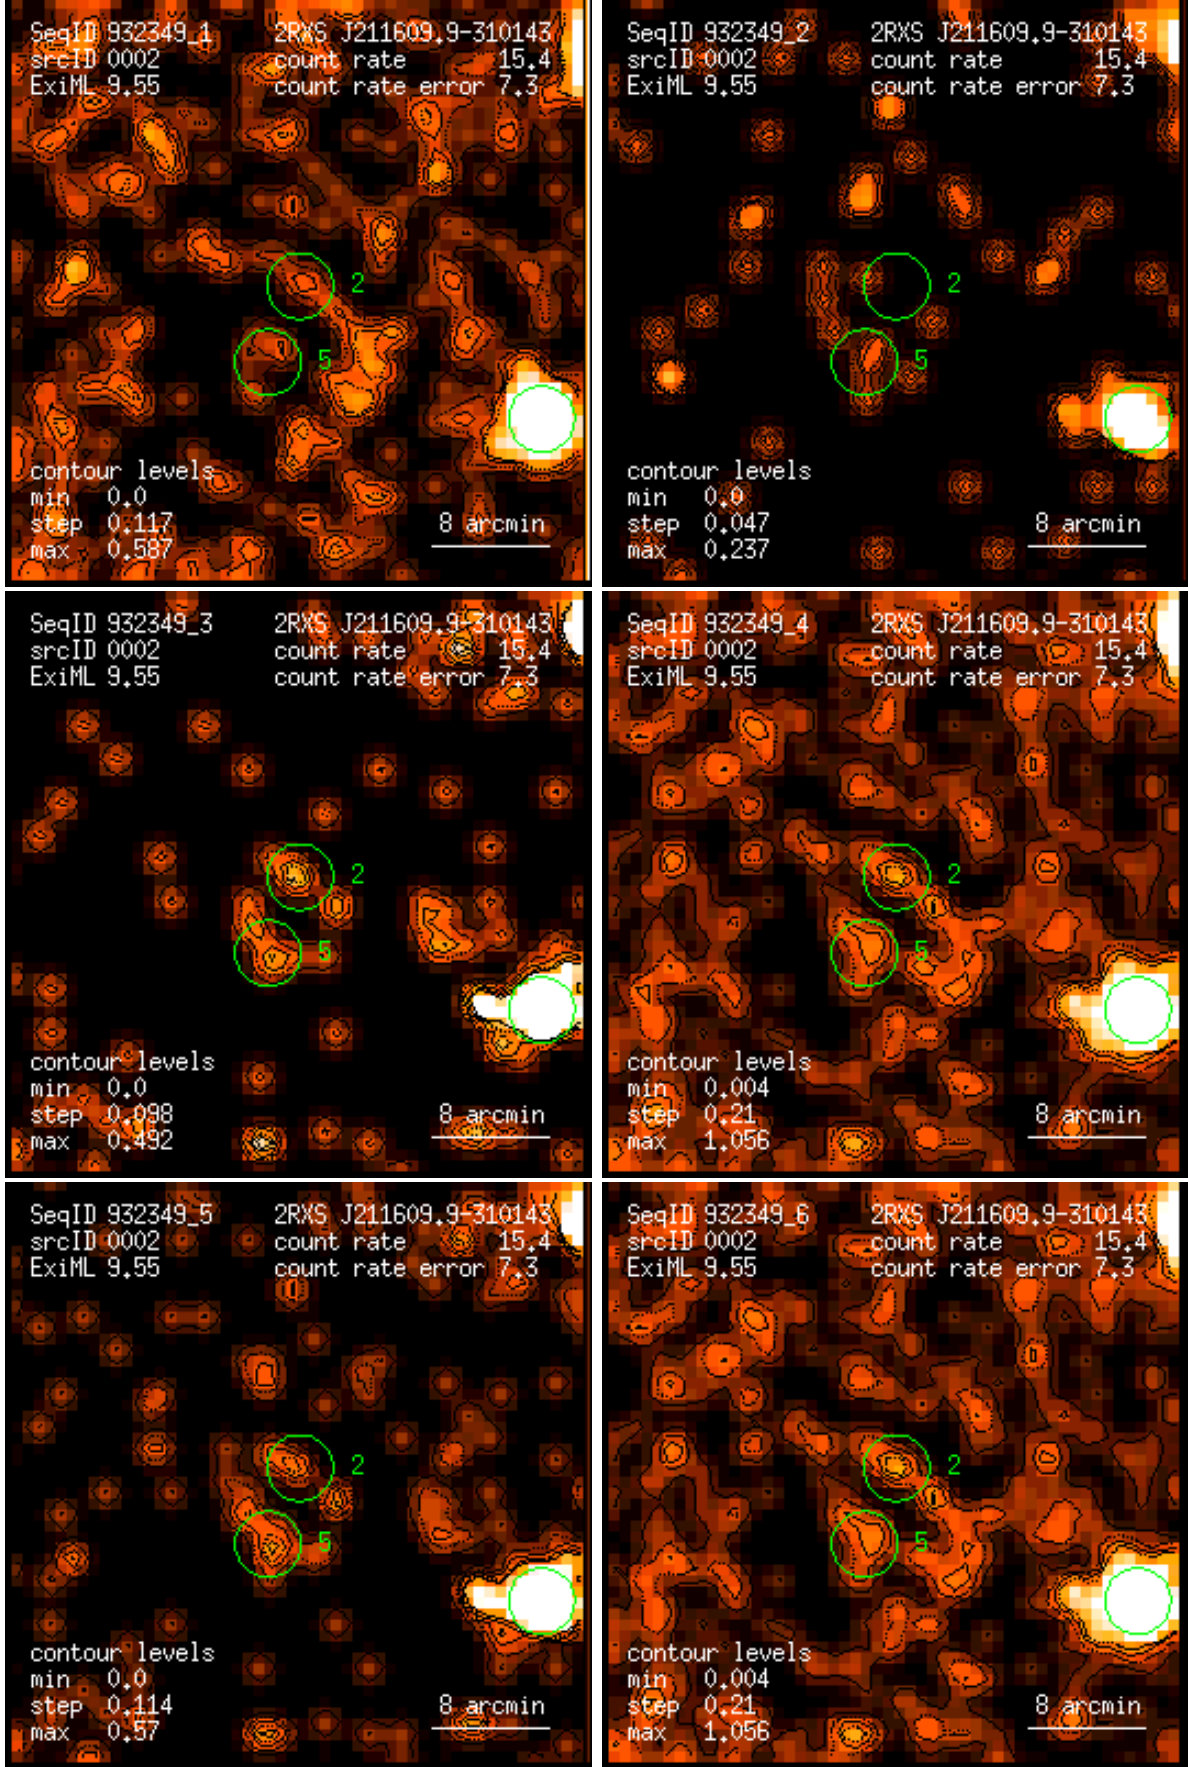 SeqID 932349_1 2RXS J211609.9-310143
srcID 0002 count rate 15.4
ExiML 9.55 count rate error 7.3
2
5
contour levels
min 0.0
step 0.117 8 arcmin
max 0.587
SeqID 932349_2 2RXS J211609.9-310143
srcID 0002 count rate 15.4
ExiML 9.55 count rate error 7.3
2
5
contour levels
min 0.0
step 0.047 8 arcmin
max 0.237
SeqID 932349_3 2RXS J211609.9-310143
srcID 0002 count rate 15.4
ExiML 9.55 count rate error 7.3
2
5
contour levels
min 0.0
step 0.098 8 arcmin
max 0.492
SeqID 932349_4 2RXS J211609.9-310143
srcID 0002 count rate 15.4
ExiML 9.55 count rate error 7.3
2
5
contour levels
min 0.004
step 0.21 8 arcmin
max 1.056
SeqID 932349_5 2RXS J211609.9-310143
srcID 0002 count rate 15.4
ExiML 9.55 count rate error 7.3
2
5
contour levels
min 0.0
step 0.114 8 arcmin
max 0.57
SeqID 932349_6 2RXS J211609.9-310143
srcID 0002 count rate 15.4
ExiML 9.55 count rate error 7.3
2
5
contour levels
min 0.004
step 0.21 8 arcmin
max 1.056